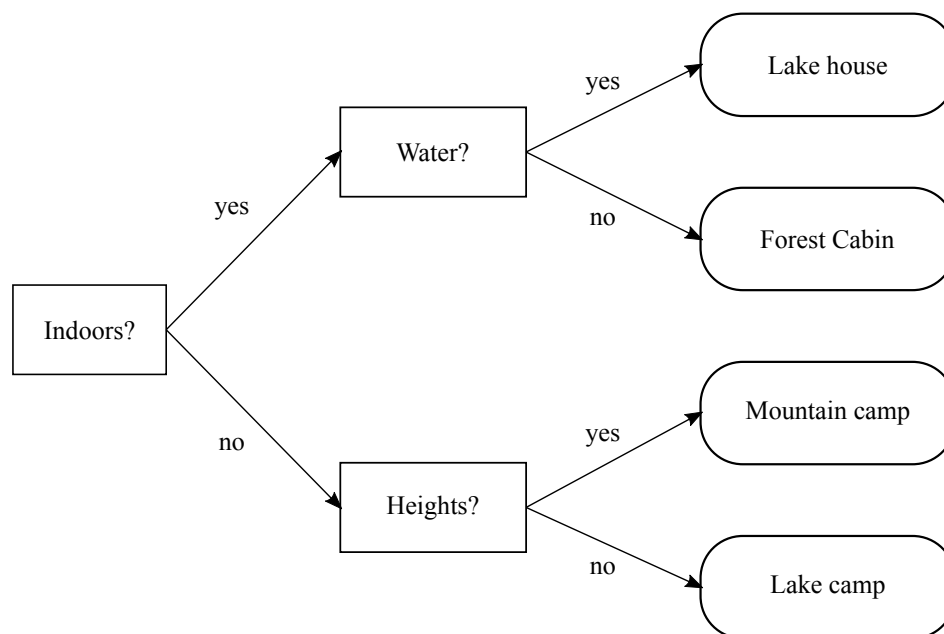 Indoors?
yes
no
Water?
yes
no
Lake house
Forest Cabin
Heights?
yes
no
Mountain camp
Lake camp